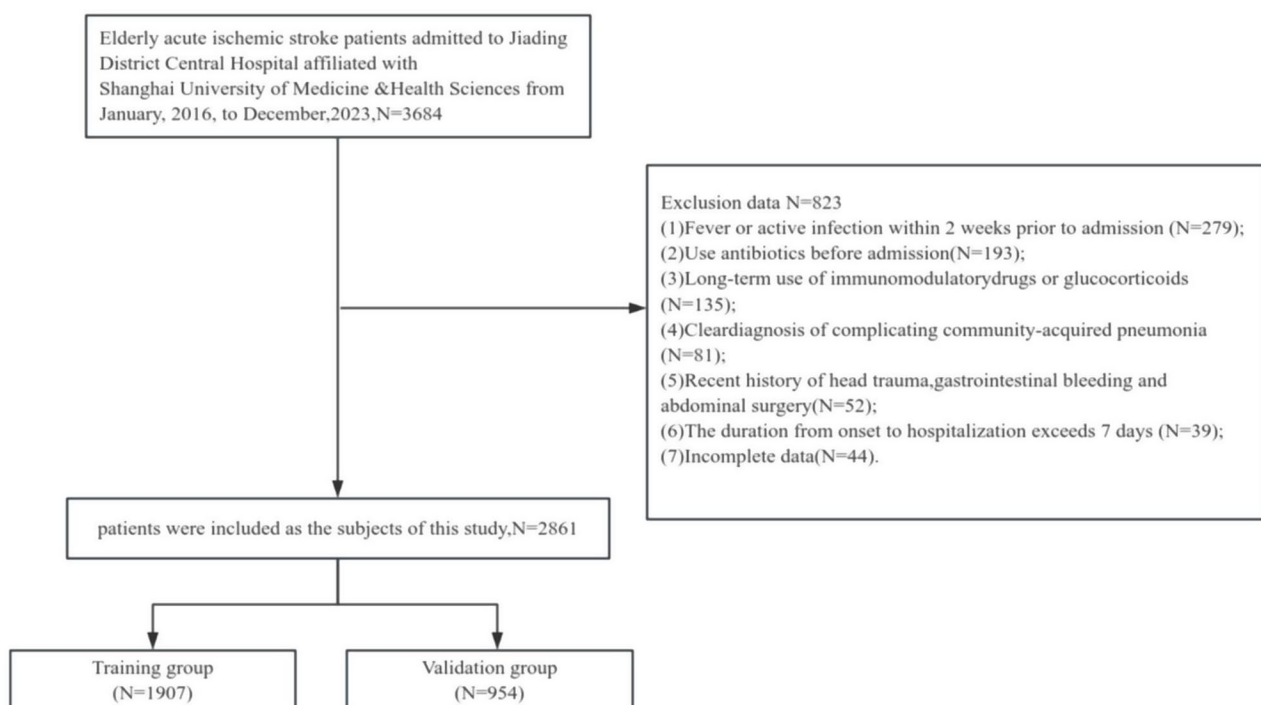 Elderly acute ischemic stroke patients admitted to Jiading
District Central Hospital affiliated with
Shanghai University of Medicine &Health Sciences from
January, 2016, to December,2023,N=3684
Exclusion data N=823
(1)Fever or active infection within 2 weeks prior to admission (N=279);
(2)Use antibiotics before admission(N=193);
(3)Long-term use of immunomodulatorydrugs or glucocorticoids
(N=135);
(4)Cleardiagnosis of complicating community-acquired pneumonia
(N=81);
(5)Recent history of head trauma,gastrointestinal bleeding and
abdominal surgery(N=52);
(6)The duration from onset to hospitalization exceeds 7 days (N=39);
(7)Incomplete data(N=44).
patients were included as the subjects of this study,N=2861
Training group
(N=1907)
Validation group
(N=954)